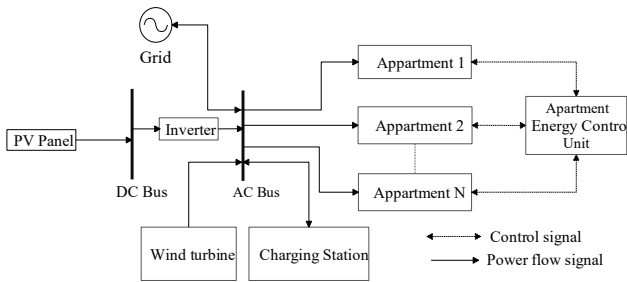 Grid
Appartment 1
Apartment
Energy Contro
Unit
PV Panel
Inverter
Appartment 2
DC Bus
AC Bus
Appartment N
Wind turbine
Charging Station
Control signal
Power flow signal